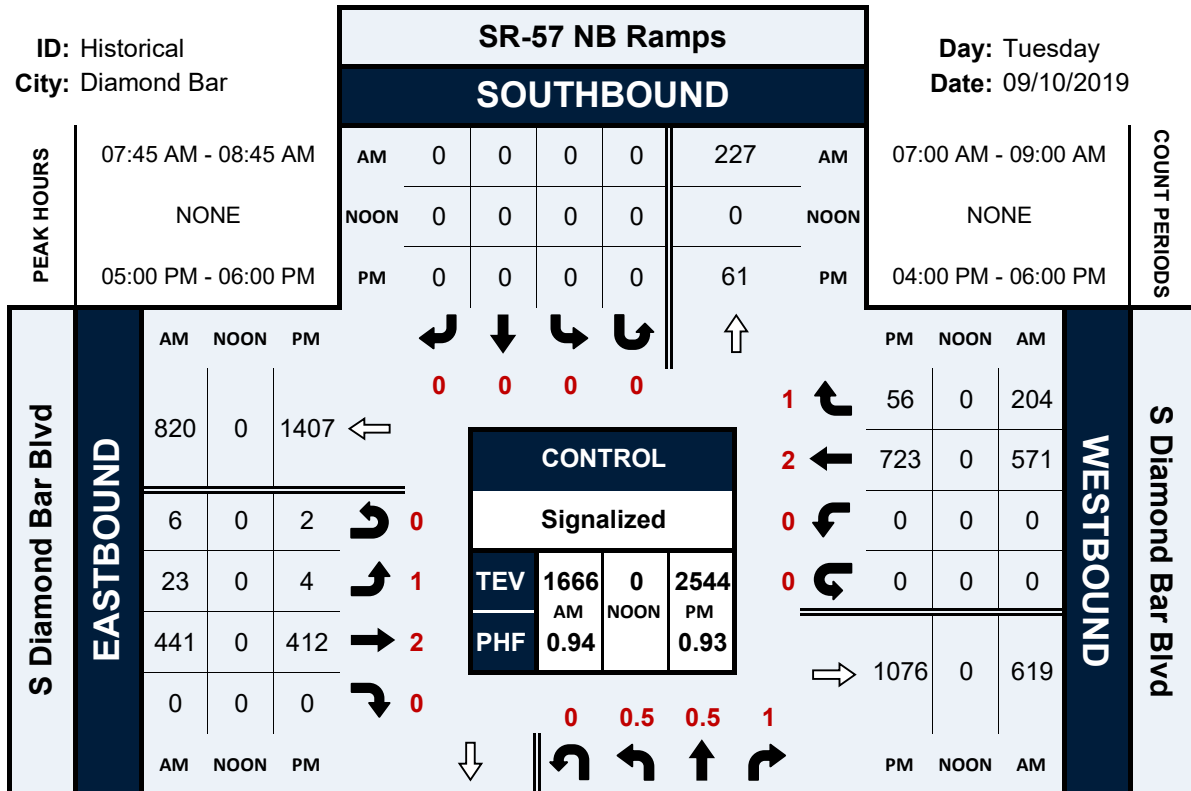 SR-57 NB Ramps
ID: Historical
Day: Tuesday
City: Diamond Bar
Date: 09/10/2019
SOUTHBOUND
PEAK HOURS
07:45 AM - 08:45 AM
NONE
05:00 PM - 06:00 PM
AM 0 0 0 0 227 AM
NOON 0 0 0 0 0 NOON
PM 0 0 0 0 61 PM
07:00 AM - 09:00 AM
NONE
04:00 PM - 06:00 PM
COUNT PERIODS
0 0 0 0
S Diamond Bar Blvd
EASTBOUND
AM NOON PM
820 0 1407
6 0 2 0
23 0 4 1
441 0 412 2
0 0 0 0
AM NOON PM
CONTROL
Signalized
TEV 1666 0 2544
AM NOON PM
PHF 0.94 0.93
PM NOON AM
1 56 0 204
2 723 0 571
0 0 0 0
0 0 0 0
1076 0 619
PM NOON AM
WESTBOUND
S Diamond Bar Blvd
0 0.5 0.5 1